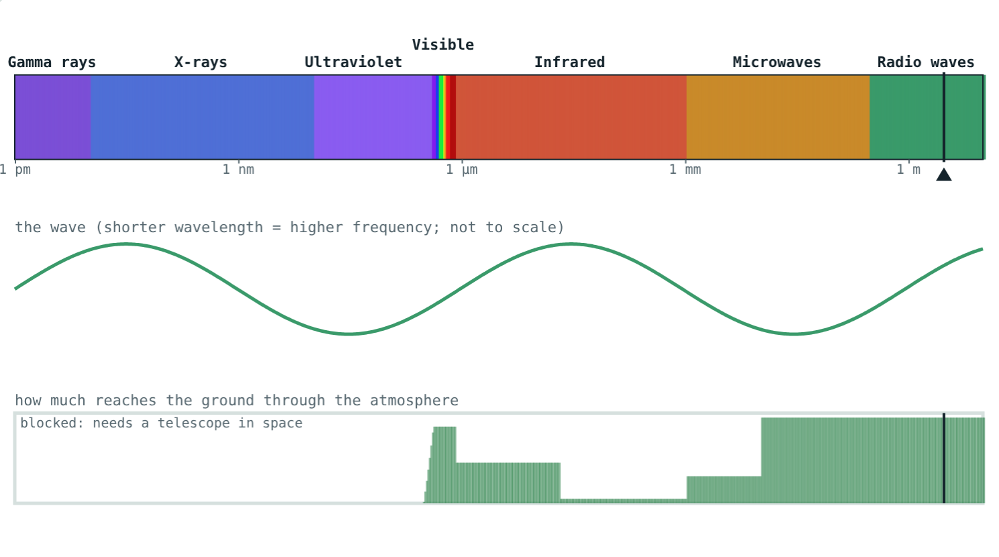 Visible
Gamma rays X-rays Ultraviolet Infrared Microwaves Radio waves
1 pm 1 nm 1 µm 1 mm 1 m
the wave (shorter wavelength = higher frequency; not to scale)
how much reaches the ground through the atmosphere
blocked: needs a telescope in space